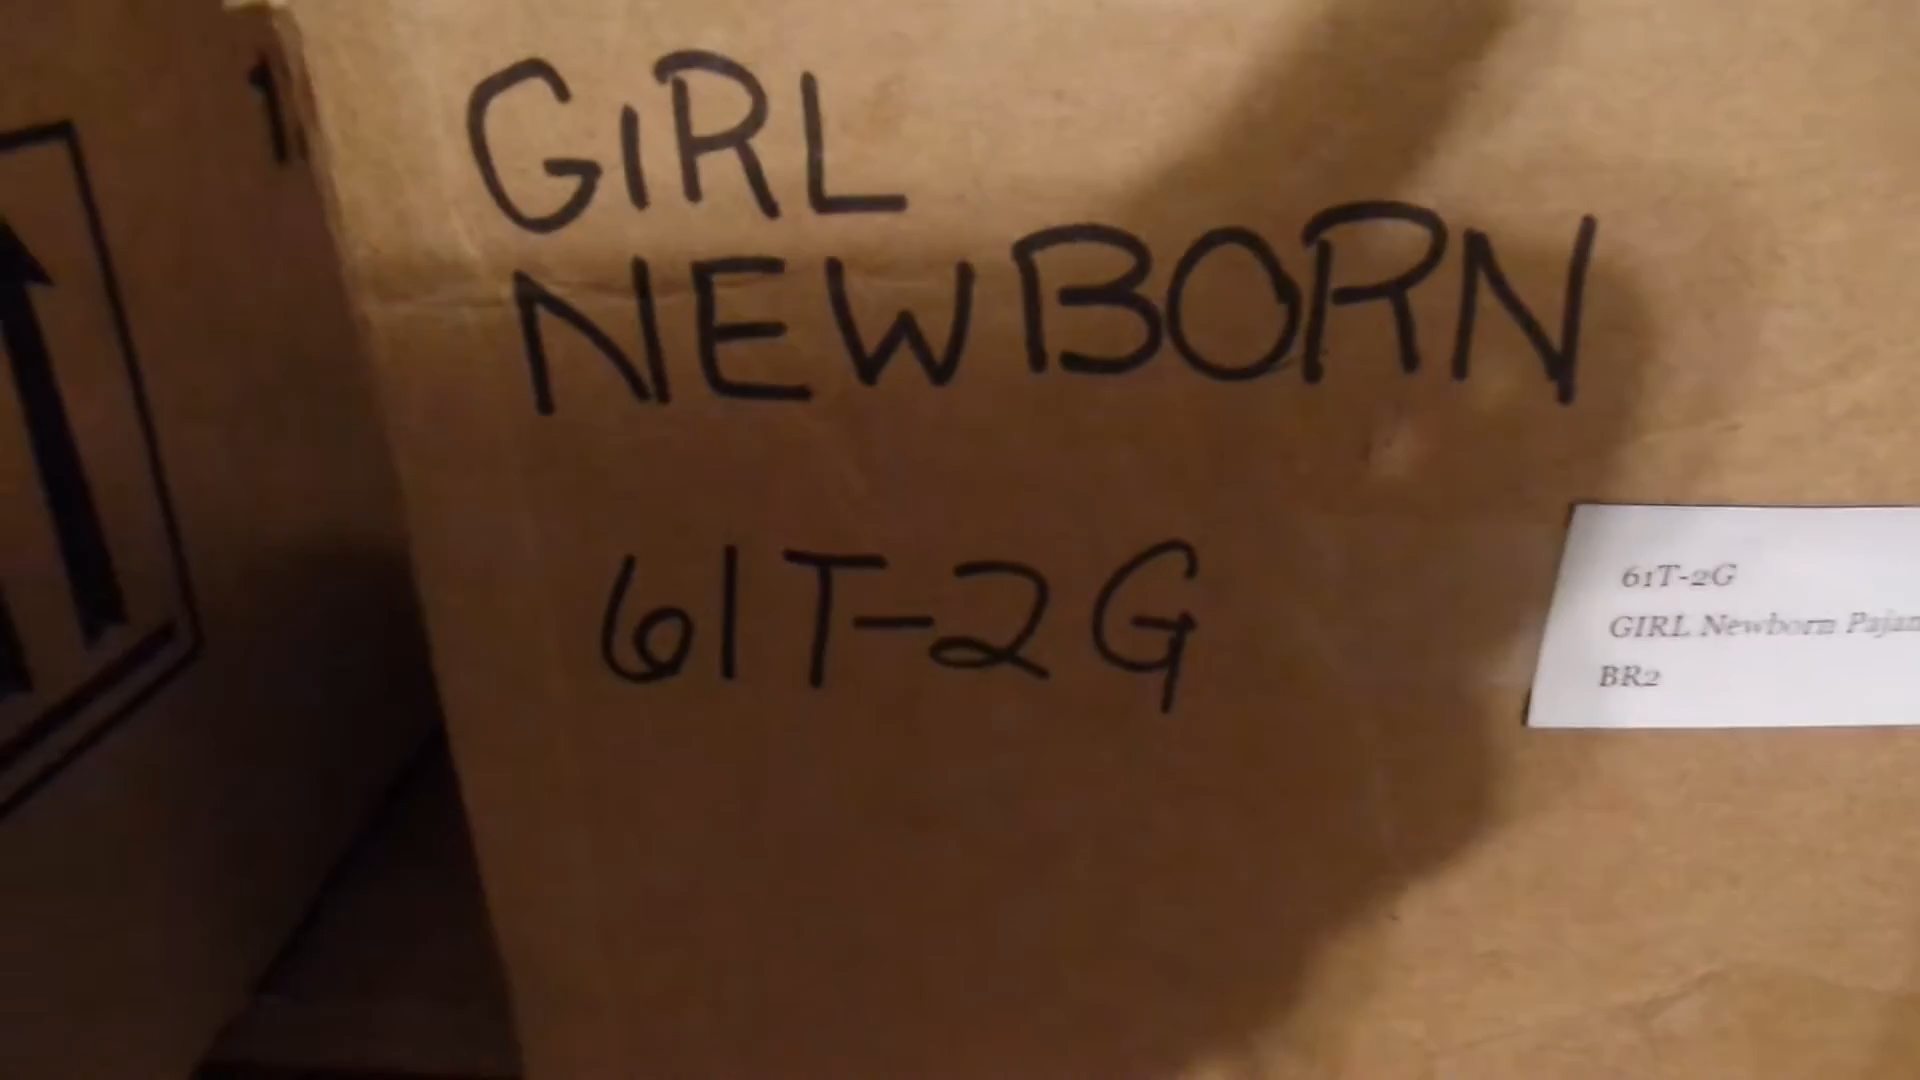 GIRL
NEWBORN
61T-2G
61T-2G
GIRL Newborn
BR2